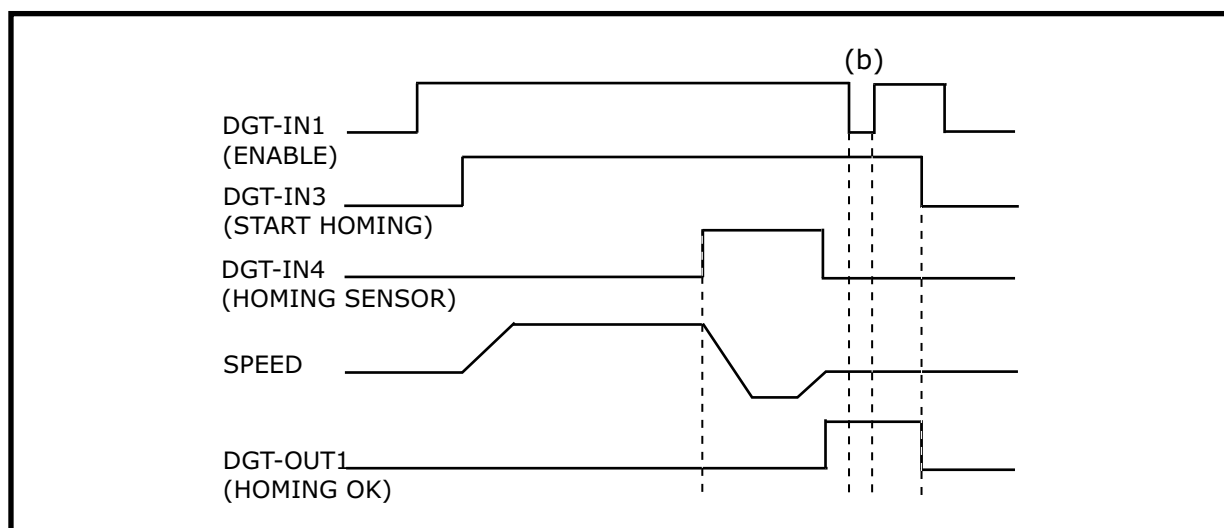 (b)
DGT-IN1
(ENABLE)
DGT-IN3
(START HOMING)
DGT-IN4
(HOMING SENSOR)
SPEED
DGT-OUT1
(HOMING OK)